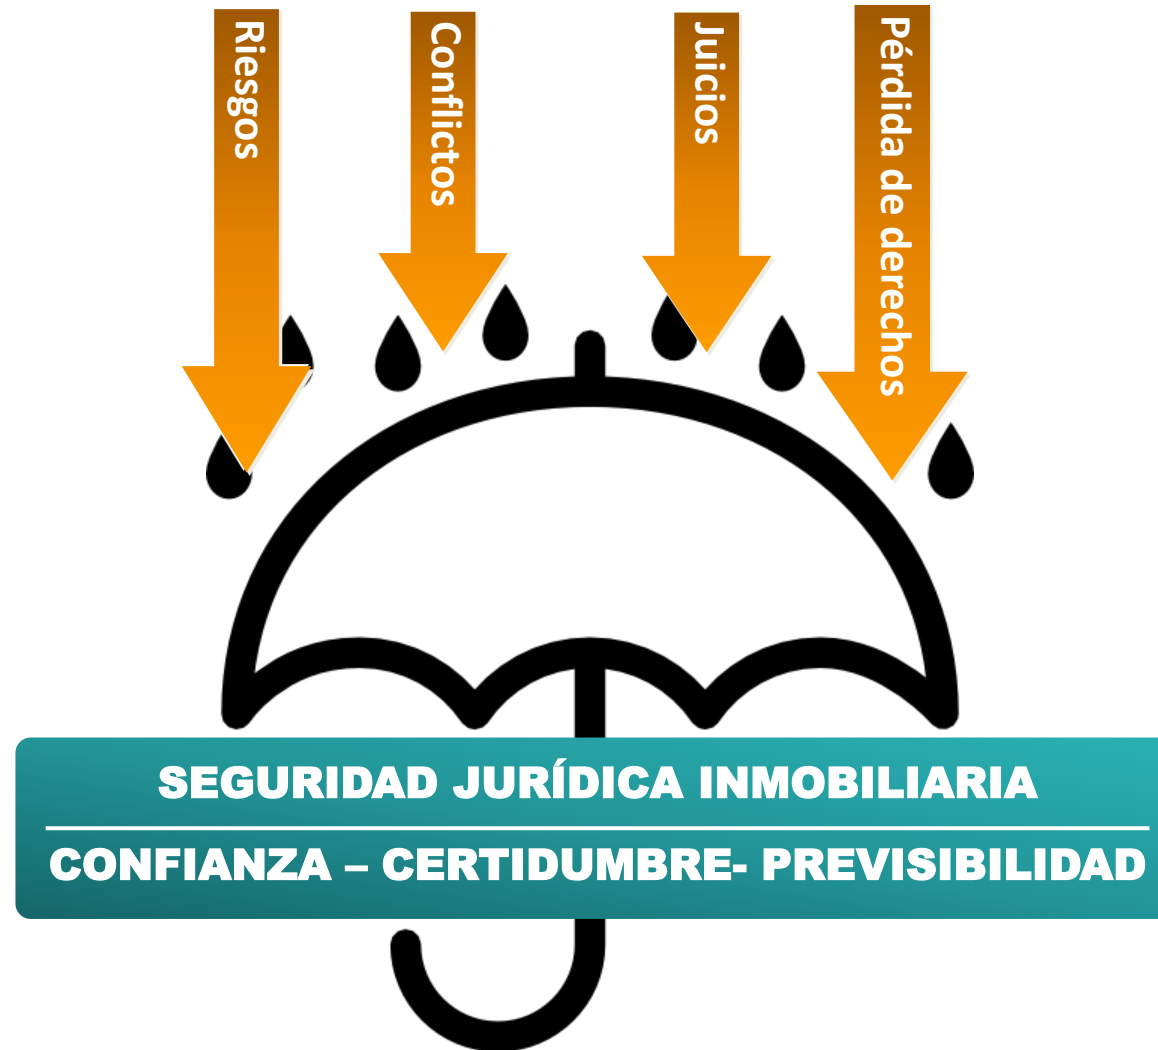 Riesgos
Conflictos
Juicios
Pérdida de derechos
SEGURIDAD JURÍDICA INMOBILIARIA
CONFIANZA – CERTIDUMBRE- PREVISIBILIDAD